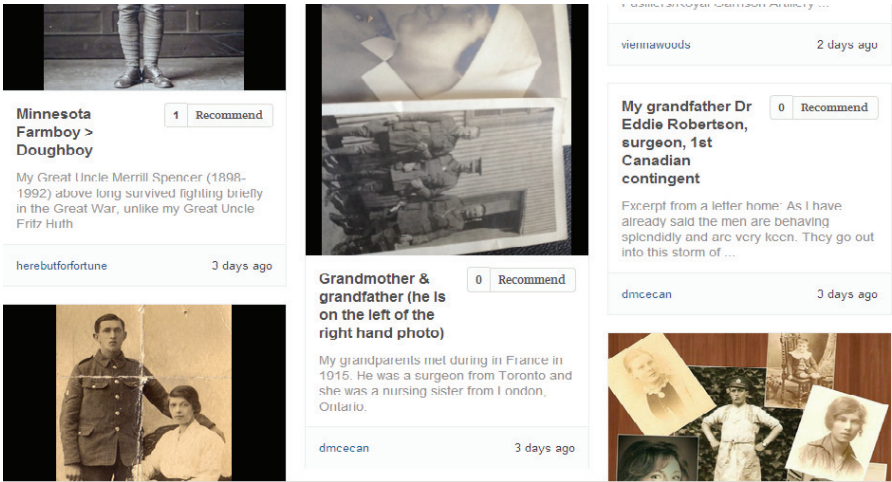 Minnesota
Farmboy >
Doughboy
1 Recommend
My Great Uncle Merrill Spencer (1898-
1992) above long survived fighting briefly
in the Great War, unlike my Great Uncle
Fritz Huth
herebutforfortune 3 days ago
Grandmother &
grandfather (he is
on the left of the
right hand photo)
0 Recommend
My grandparents met during in France in
1915. He was a surgeon from Toronto and
she was a nursing sister from London,
Ontario.
dmcecan 3 days ago
Fusiliers/Royal Garrison Artillery ...
viennawoods 2 days ago
My grandfather Dr
Eddie Robertson,
surgeon, 1st
Canadian
contingent
0 Recommend
Excerpt from a letter home: As I have
already said the men are behaving
splendidly and are very keen. They go out
into this storm of ...
dmcecan 3 days ago